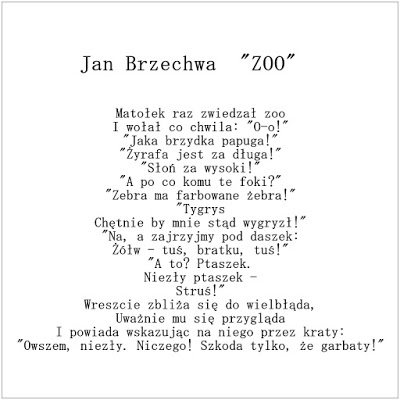 Jan Brzechwa "ZOO"
Matołek raz zwiedzał zoo
I wołał co chwila: "O-o!"
"Jaka brzydka papuga!"
"Żyrafa jest za długa!"
"Słoń za wysoki!"
"A po co komu te foki?"
"Zebra ma farbowane żebra!"
"Tygrys
Chętnie by mnie stąd wygryzł!"
"Na, a zajrzyjmy pod daszek:
Żółw - tuś, bratku, tuś!"
"A to? Ptaszek.
Niezły ptaszek -
Struś!"
Wreszcie zbliża się do wielbłąda,
Uważnie mu się przygląda
I powiada wskazując na niego przez kraty:
"Owszem, niezły. Niczego! Szkoda tylko, że garbaty!"